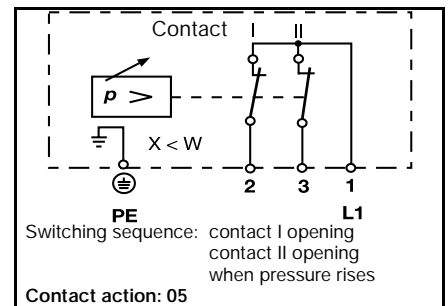 Contact I II
p >
X < W
2 3 1
PE L1
Switching sequence: contact I opening
contact II opening
when pressure rises
Contact action: 05